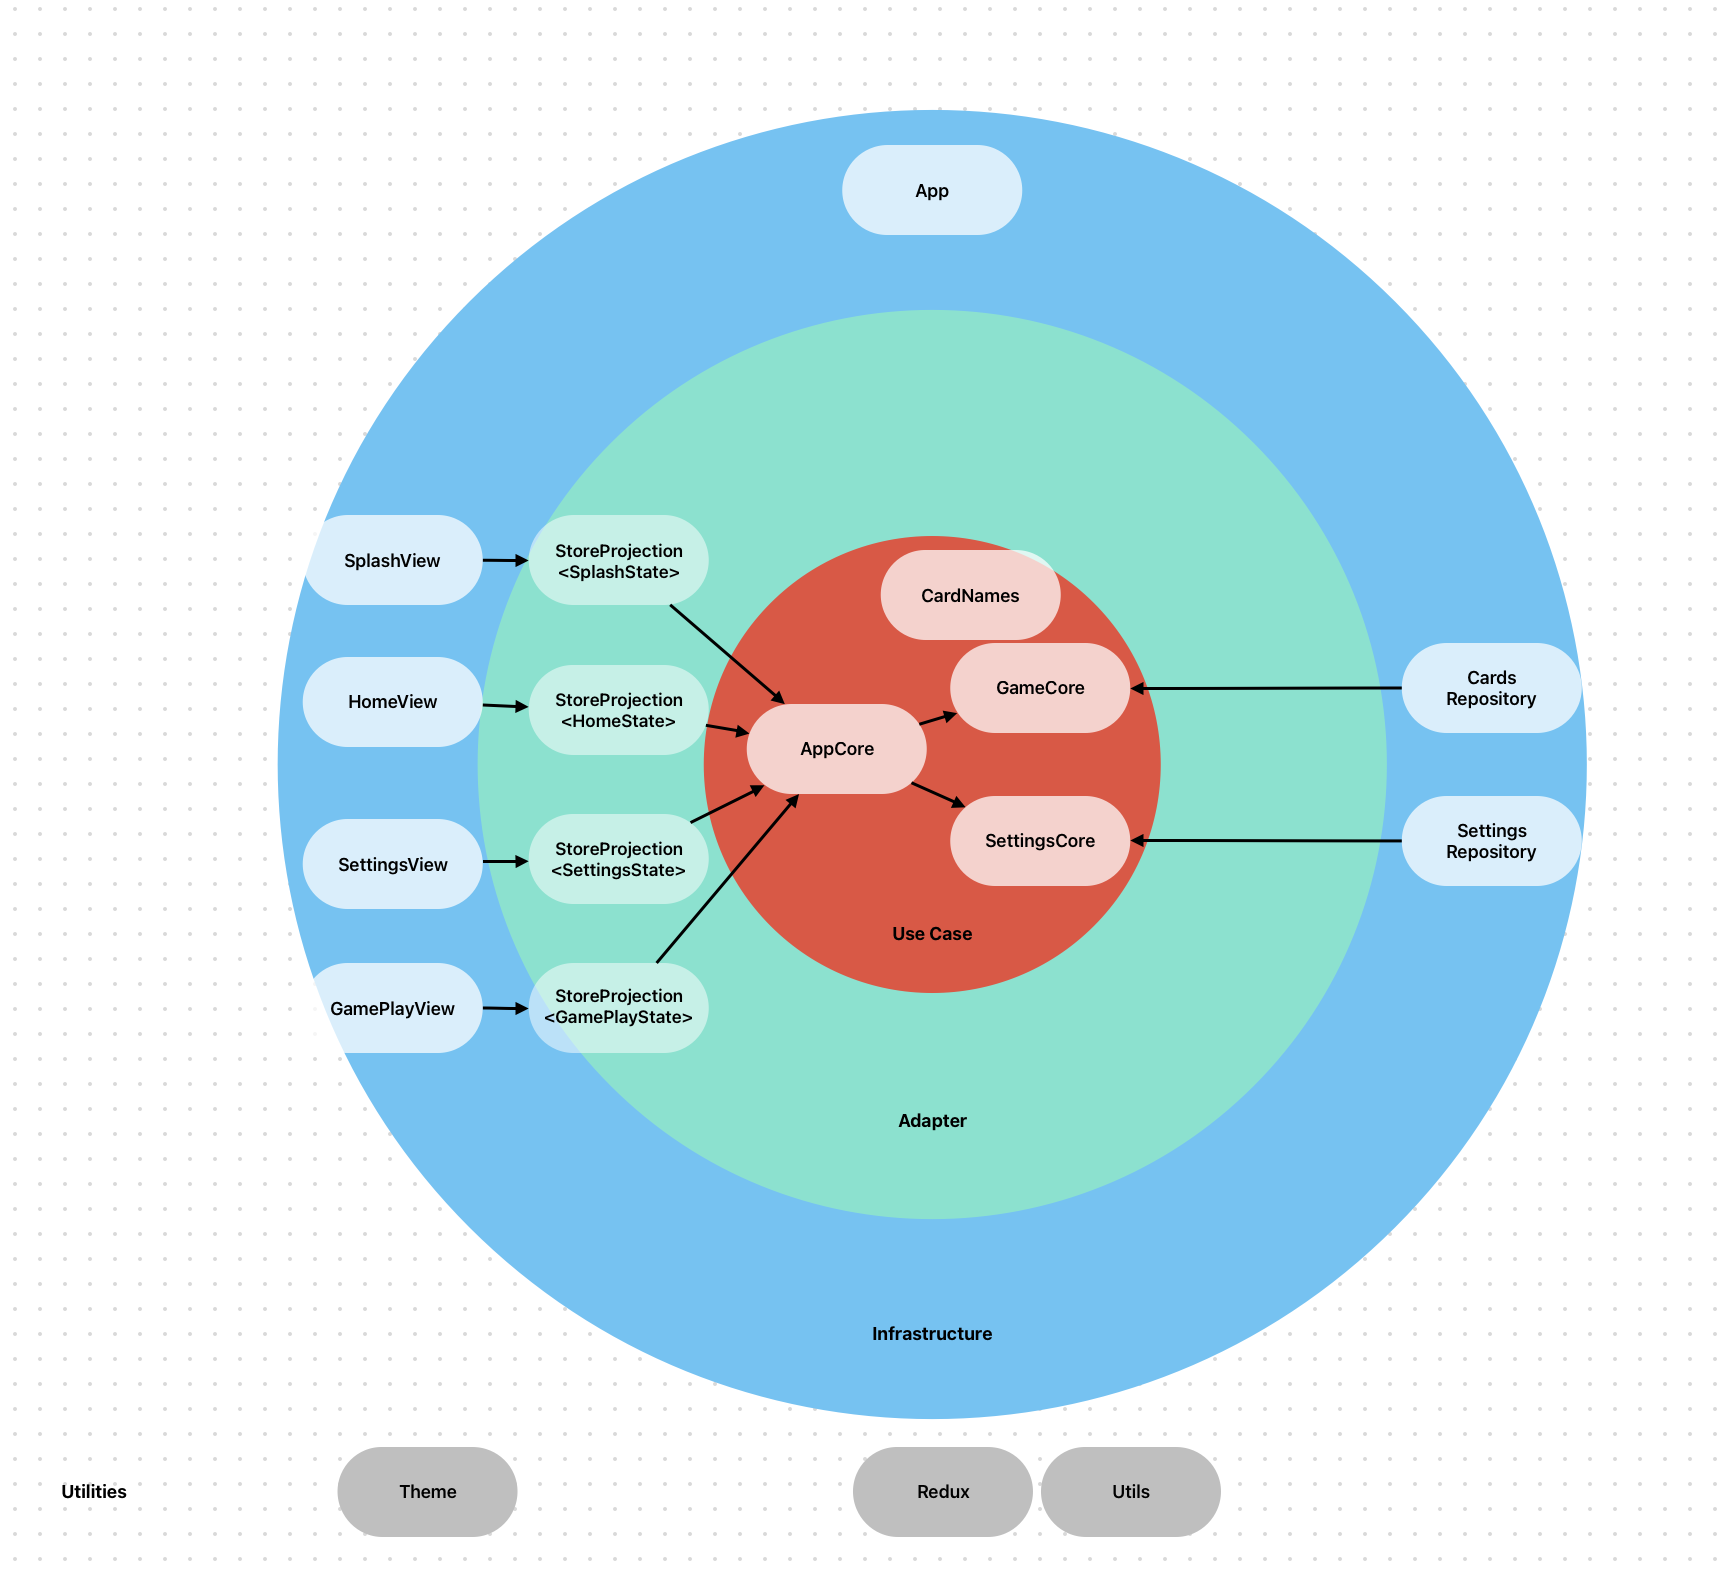 App
SplashView
StoreProjection
<SplashState>
CardNames
HomeView
StoreProjection
<HomeState>
AppCore
GameCore
Cards
Repository
SettingsView
StoreProjection
<SettingsState>
SettingsCore
Settings
Repository
Use Case
GamePlayView
StoreProjection
<GamePlayState>
Adapter
Infrastructure
Utilities
Theme
Redux
Utils